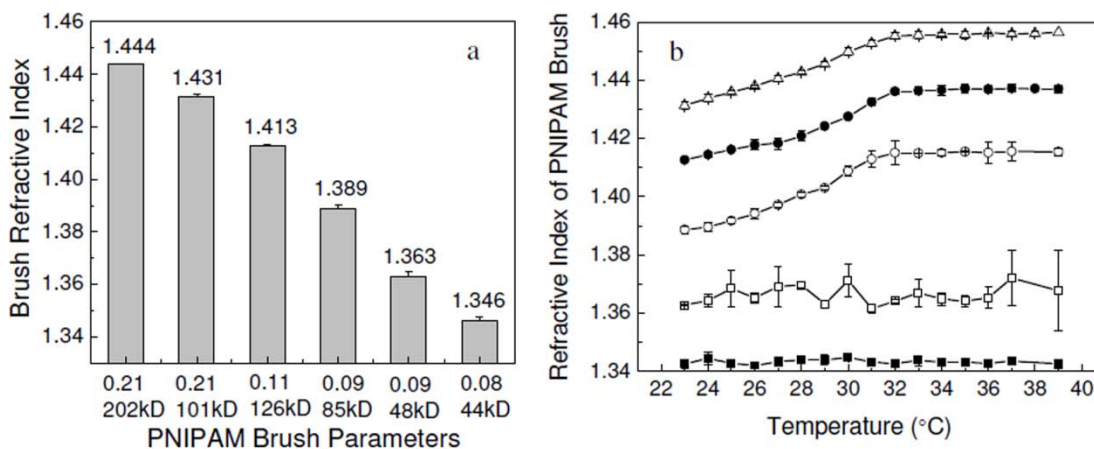 a
Brush Refractive Index
1.46
1.44
1.42
1.40
1.38
1.36
1.34
1.444
1.431
1.413
1.389
1.363
1.346
0.21 0.21 0.11 0.09 0.09 0.08
202kD 101kD 126kD 85kD 48kD 44kD
PNIPAM Brush Parameters
b
Refractive Index of PNIPAM Brush
1.46
1.44
1.42
1.40
1.38
1.36
1.34
22 24 26 28 30 32 34 36 38 40
Temperature (°C)